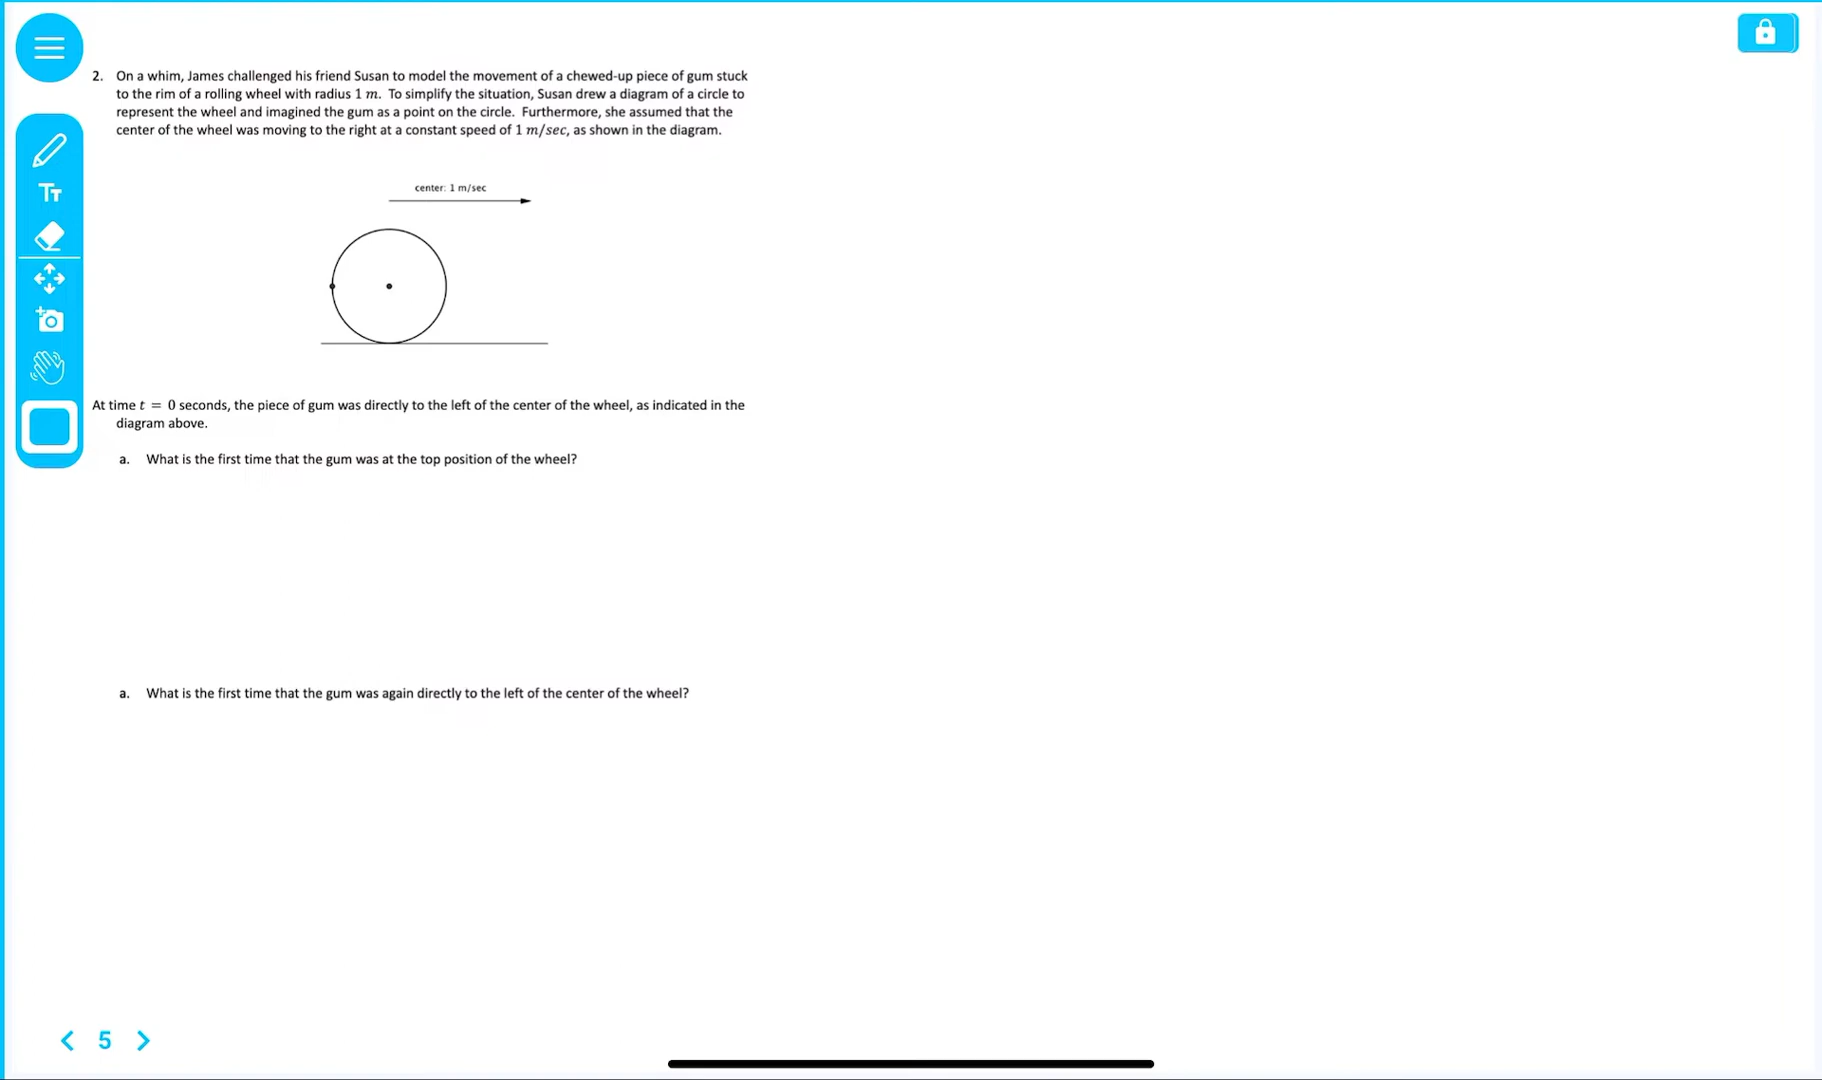 2. On a whim, James challenged his friend Susan to model the movement of a chewed-up piece of gum stuck
to the rim of a rolling wheel with radius 1 m. To simplify the situation, Susan drew a diagram of a circle to
represent the wheel and imagined the gum as a point on the circle. Furthermore, she assumed that the
center of the wheel was moving to the right at a constant speed of 1 m/sec, as shown in the diagram.
center: 1 m/sec
Tт
At time t = 0 seconds, the piece of gum was directly to the left of the center of the wheel, as indicated in the
diagram above.
a. What is the first time that the gum was at the top position of the wheel?
a. What is the first time that the gum was again directly to the left of the center of the wheel?
5